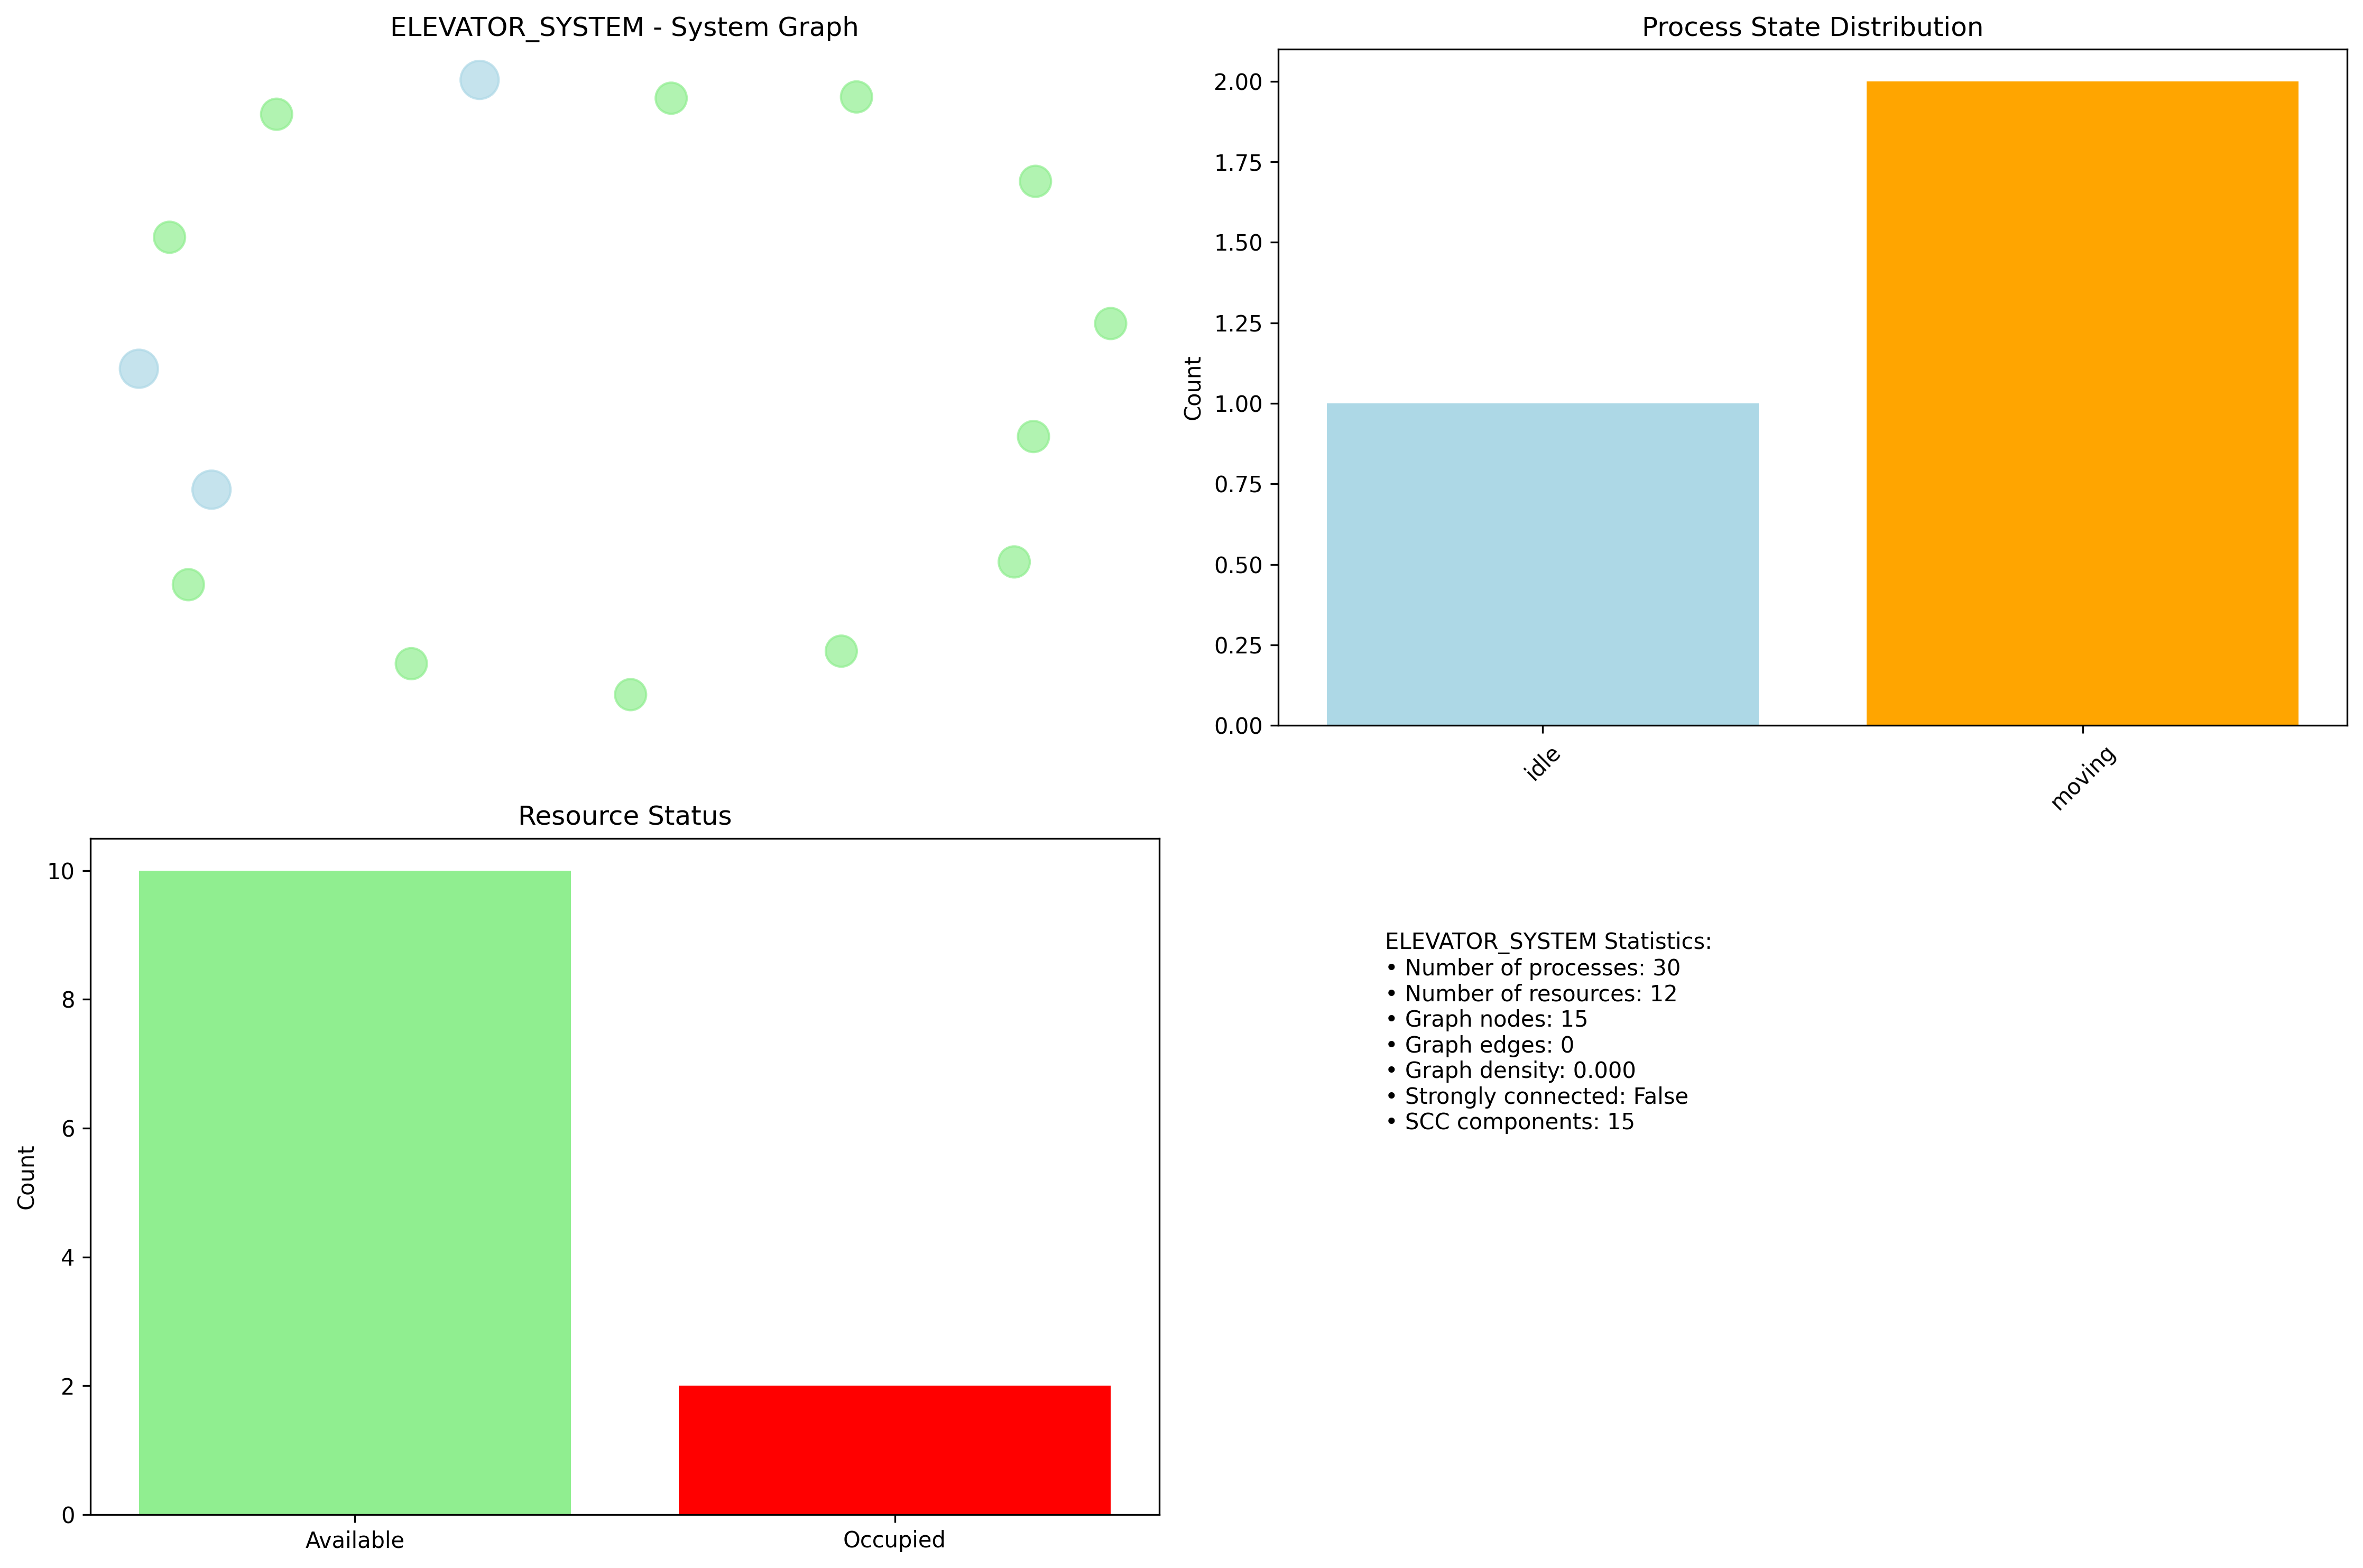 ELEVATOR_SYSTEM - System Graph
Process State Distribution
Count
2.00
1.75
1.50
1.25
1.00
0.75
0.50
0.25
0.00
idle
moving
Resource Status
Count
10
8
6
4
2
0
Available
Occupied
ELEVATOR_SYSTEM Statistics:
• Number of processes: 30
• Number of resources: 12
• Graph nodes: 15
• Graph edges: 0
• Graph density: 0.000
• Strongly connected: False
• SCC components: 15